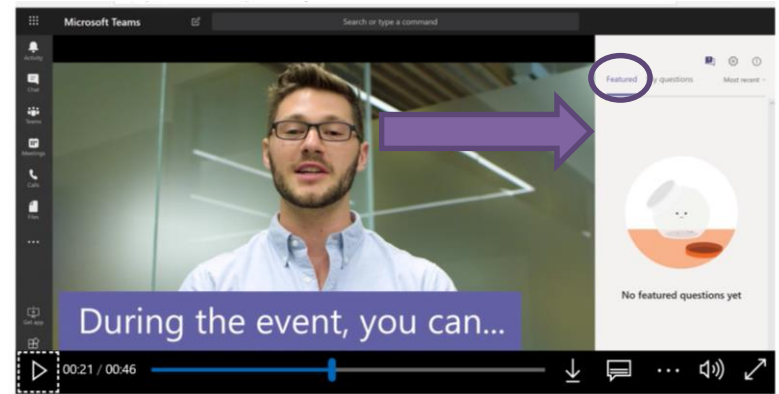 Microsoft Teams
Search or type a command
Activity
Chat
Teams
Meetings
Calls
Files
Get app
Featured
y questions
Most recent
No featured questions yet
During the event, you can...
00:21 / 00:46